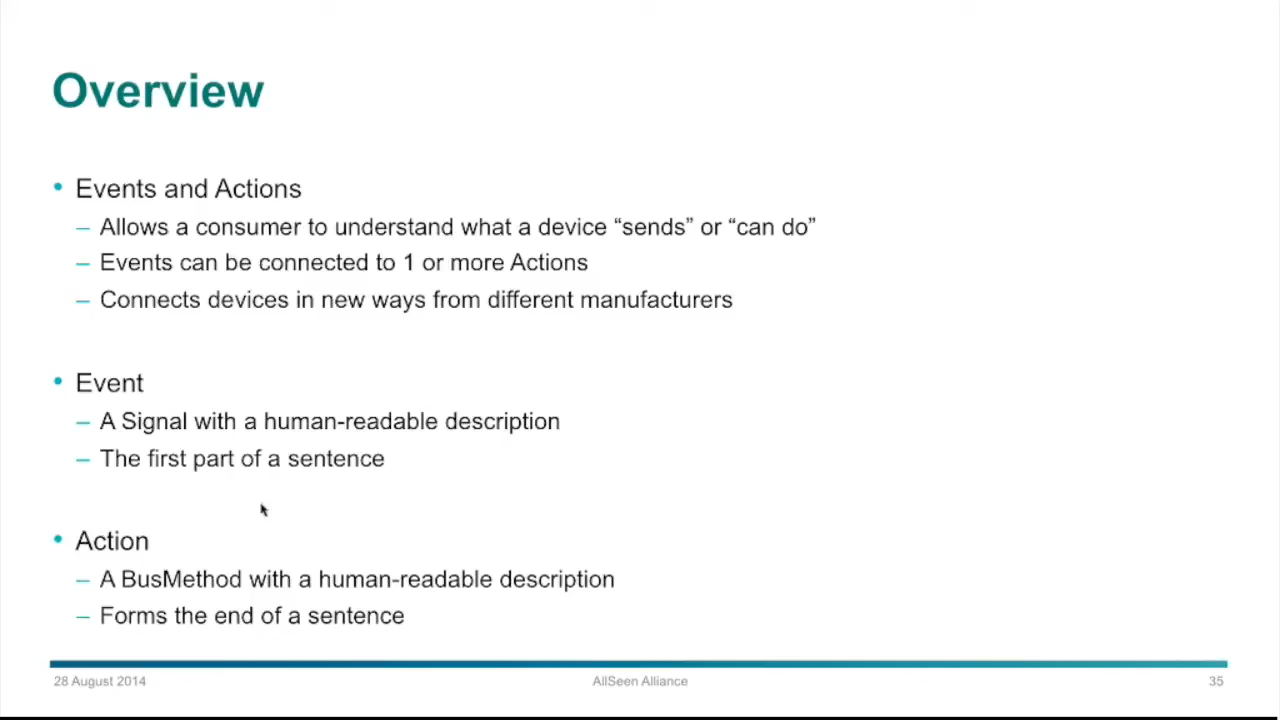 Overview
• Events and Actions
– Allows a consumer to understand what a device “sends” or “can do”
– Events can be connected to 1 or more Actions
– Connects devices in new ways from different manufacturers
• Event
– A Signal with a human-readable description
– The first part of a sentence
• Action
– A BusMethod with a human-readable description
– Forms the end of a sentence
28 August 2014
AllSeen Alliance
35